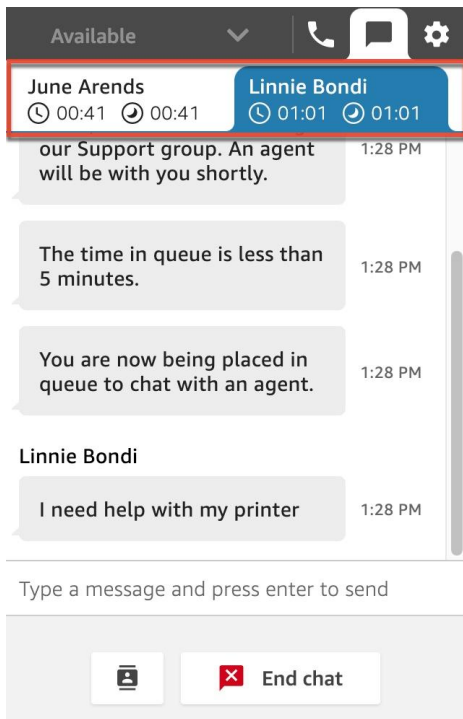 Available
June Arends
00:41 00:41
Linnie Bondi
01:01 01:01
our Support group. An agent
will be with you shortly.
1:28 PM
The time in queue is less than
5 minutes.
1:28 PM
You are now being placed in
queue to chat with an agent.
1:28 PM
Linnie Bondi
I need help with my printer
1:28 PM
Type a message and press enter to send
End chat